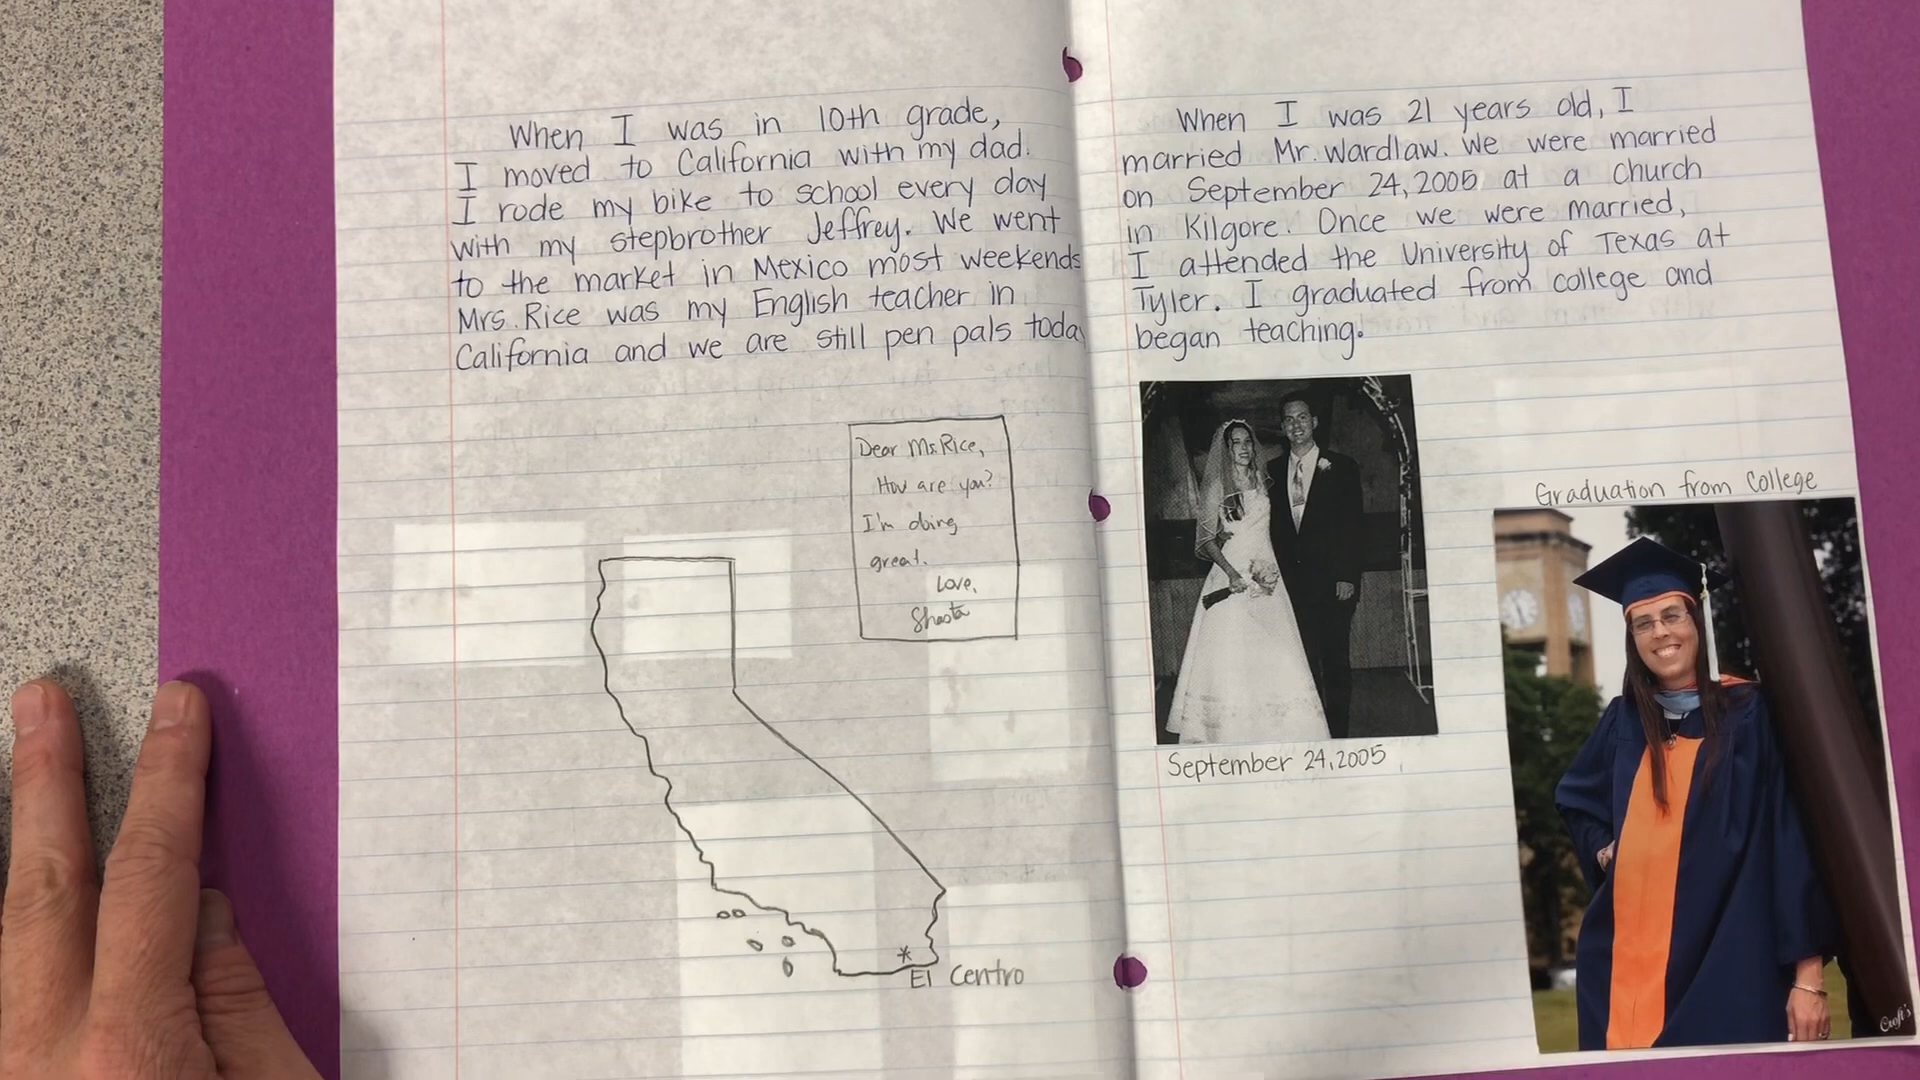 When I was in 10th grade,
I moved to California with my dad.
I rode my bike to school every day
with my stepbrother Jeffrey. We went
to the market in Mexico most weekends
Mrs. Rice was my English teacher in
California and we are still pen pals today
Dear Ms. Rice,
How are you?
I'm doing
great.
Love,
Shasta
El Centro
When I was 21 years old, I
married Mr. Wardlaw. We were married
on September 24, 2005 at a church
in Kilgore. Once we were married,
I attended the University of Texas at
Tyler. I graduated from college and
began teaching.
September 24, 2005
Graduation from College
Croft's